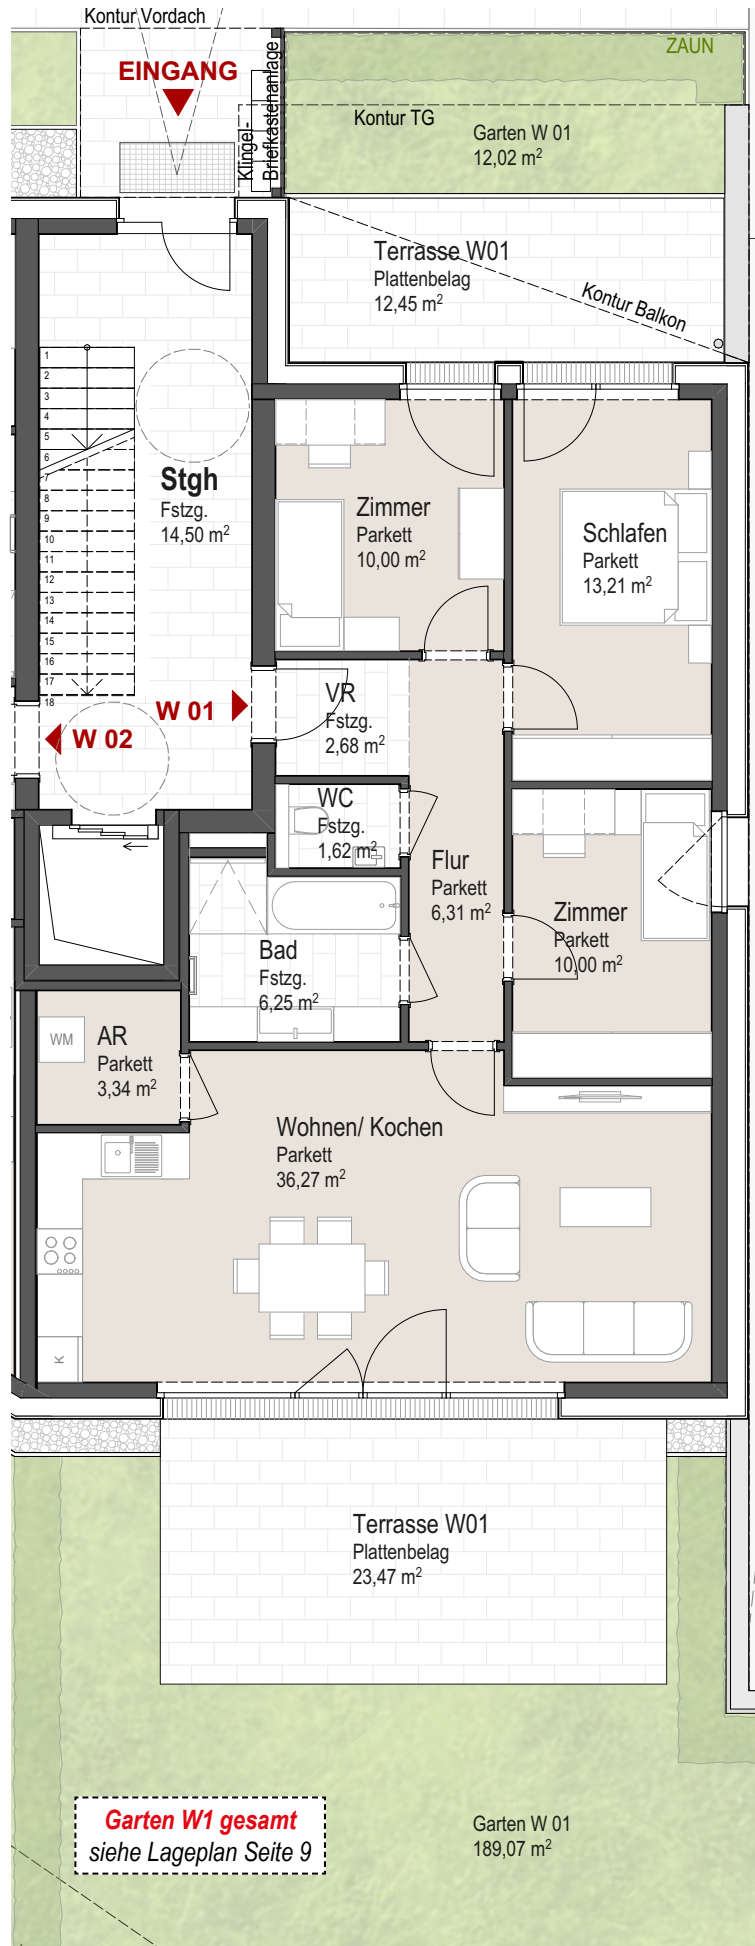 Kontur Vordach
EINGANG
Klingel-
Briefkastenanlage
ZAUN
Kontur TG
Garten W 01
12,02 m²
Terrasse W01
Plattenbelag
12,45 m²
Kontur Balkon
1
2
3
4
5
6
7
8
9
10
11
12
13
14
15
16
17
18
Stgh
Fstzg.
14,50 m²
Zimmer
Parkett
10,00 m²
Schlafen
Parkett
13,21 m²
W 01
W 02
VR
Fstzg.
2,68 m²
WC
Fstzg.
1,62 m²
Flur
Parkett
6,31 m²
Zimmer
Parkett
10,00 m²
Bad
Fstzg.
6,25 m²
WM
AR
Parkett
3,34 m²
Wohnen/ Kochen
Parkett
36,27 m²
K
Terrasse W01
Plattenbelag
23,47 m²
Garten W1 gesamt
siehe Lageplan Seite 9
Garten W 01
189,07 m²